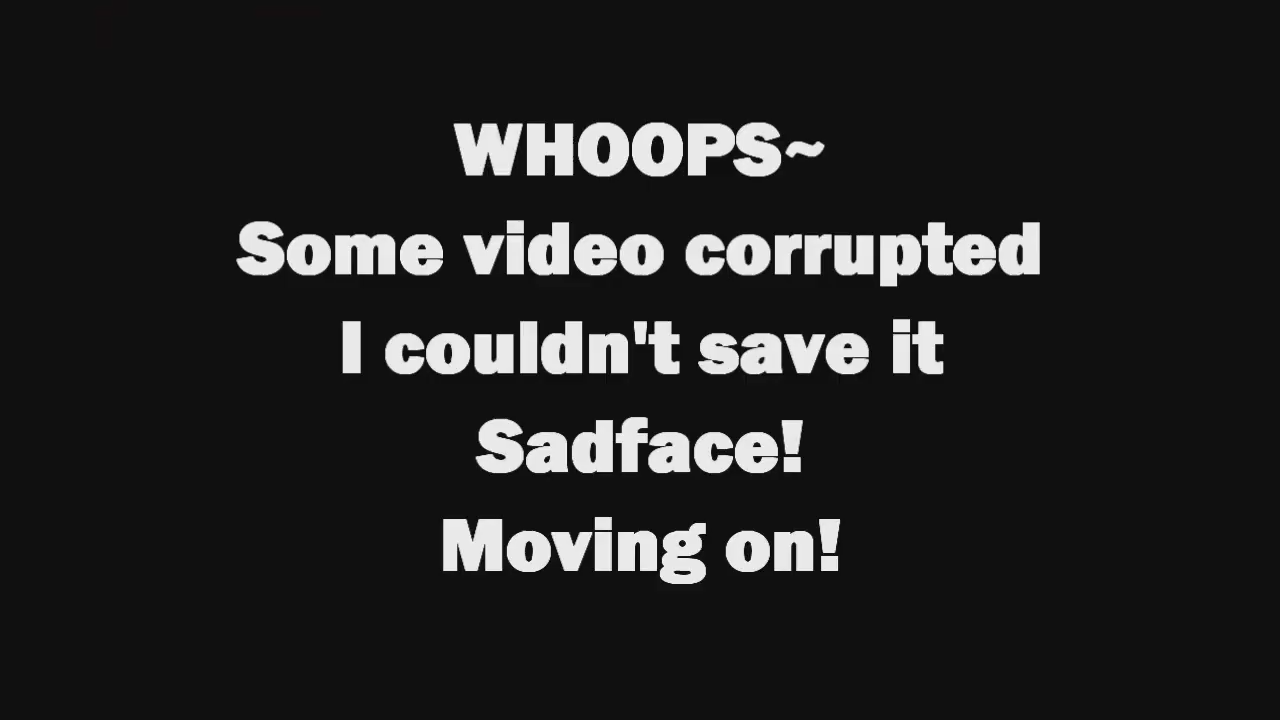 WHOOPS~
Some video corrupted
I couldn't save it
Sadface!
Moving on!